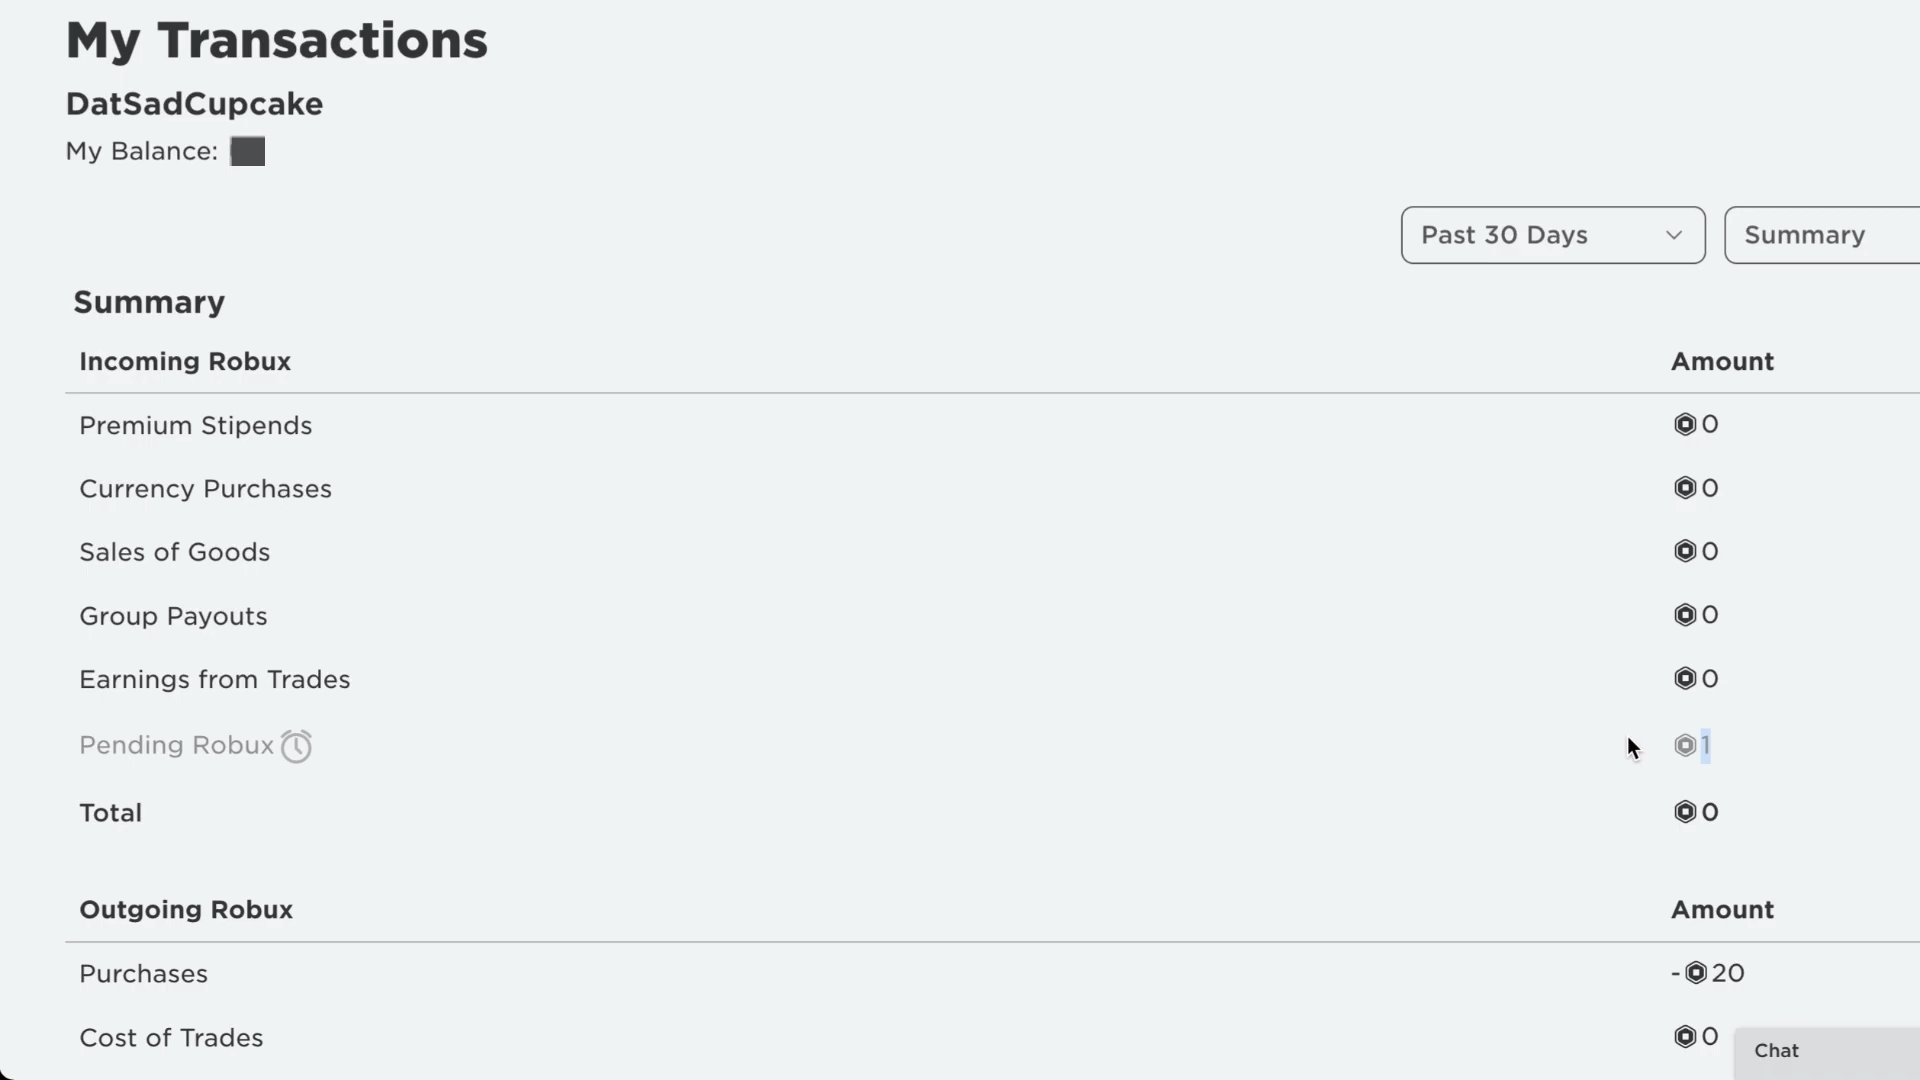 My Transactions
DatSadCupcake
My Balance:
Past 30 Days Summary
Summary
Incoming Robux Amount
Premium Stipends 0
Currency Purchases 0
Sales of Goods 0
Group Payouts 0
Earnings from Trades 0
Pending Robux 1
Total 0
Outgoing Robux Amount
Purchases -20
Cost of Trades 0
Chat